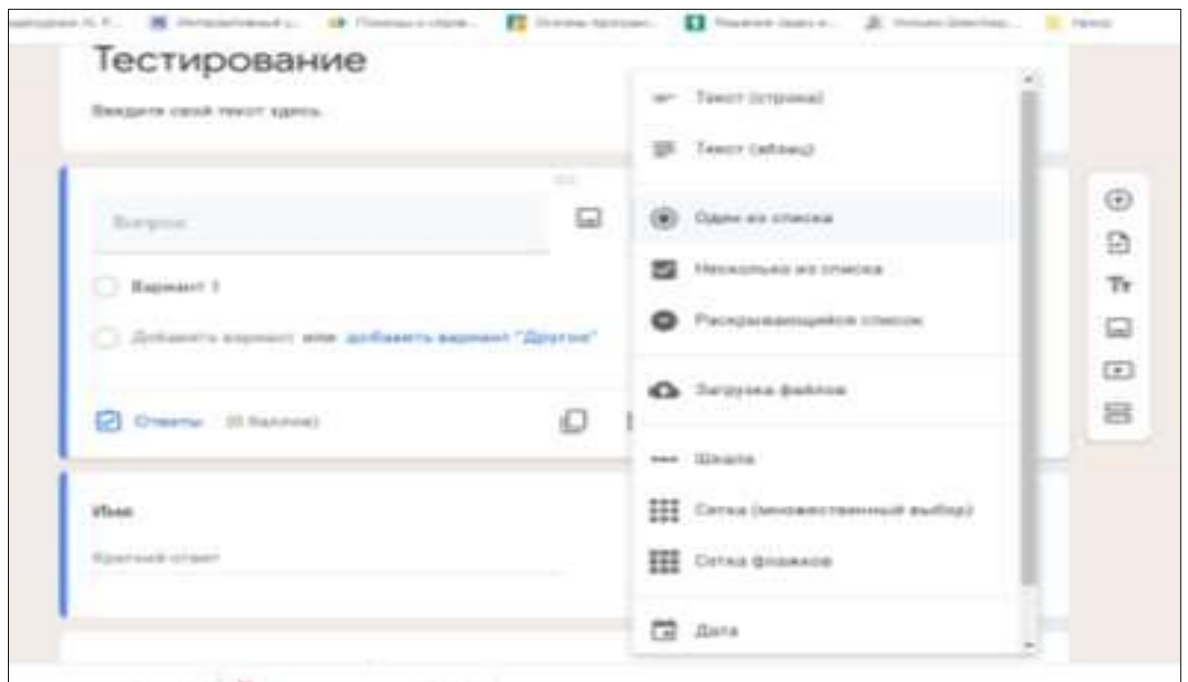 Тестирование
Введите свой текст здесь.
Вопрос
Вариант 1
Добавить вариант или добавить вариант "Другое"
Ответы (0 баллов)
Имя
Краткий ответ
Текст (строка)
Текст (абзац)
Один из списка
Несколько из списка
Раскрывающийся список
Загрузка файлов
Шкала
Сетка (множественный выбор)
Сетка флажков
Дата
Tт